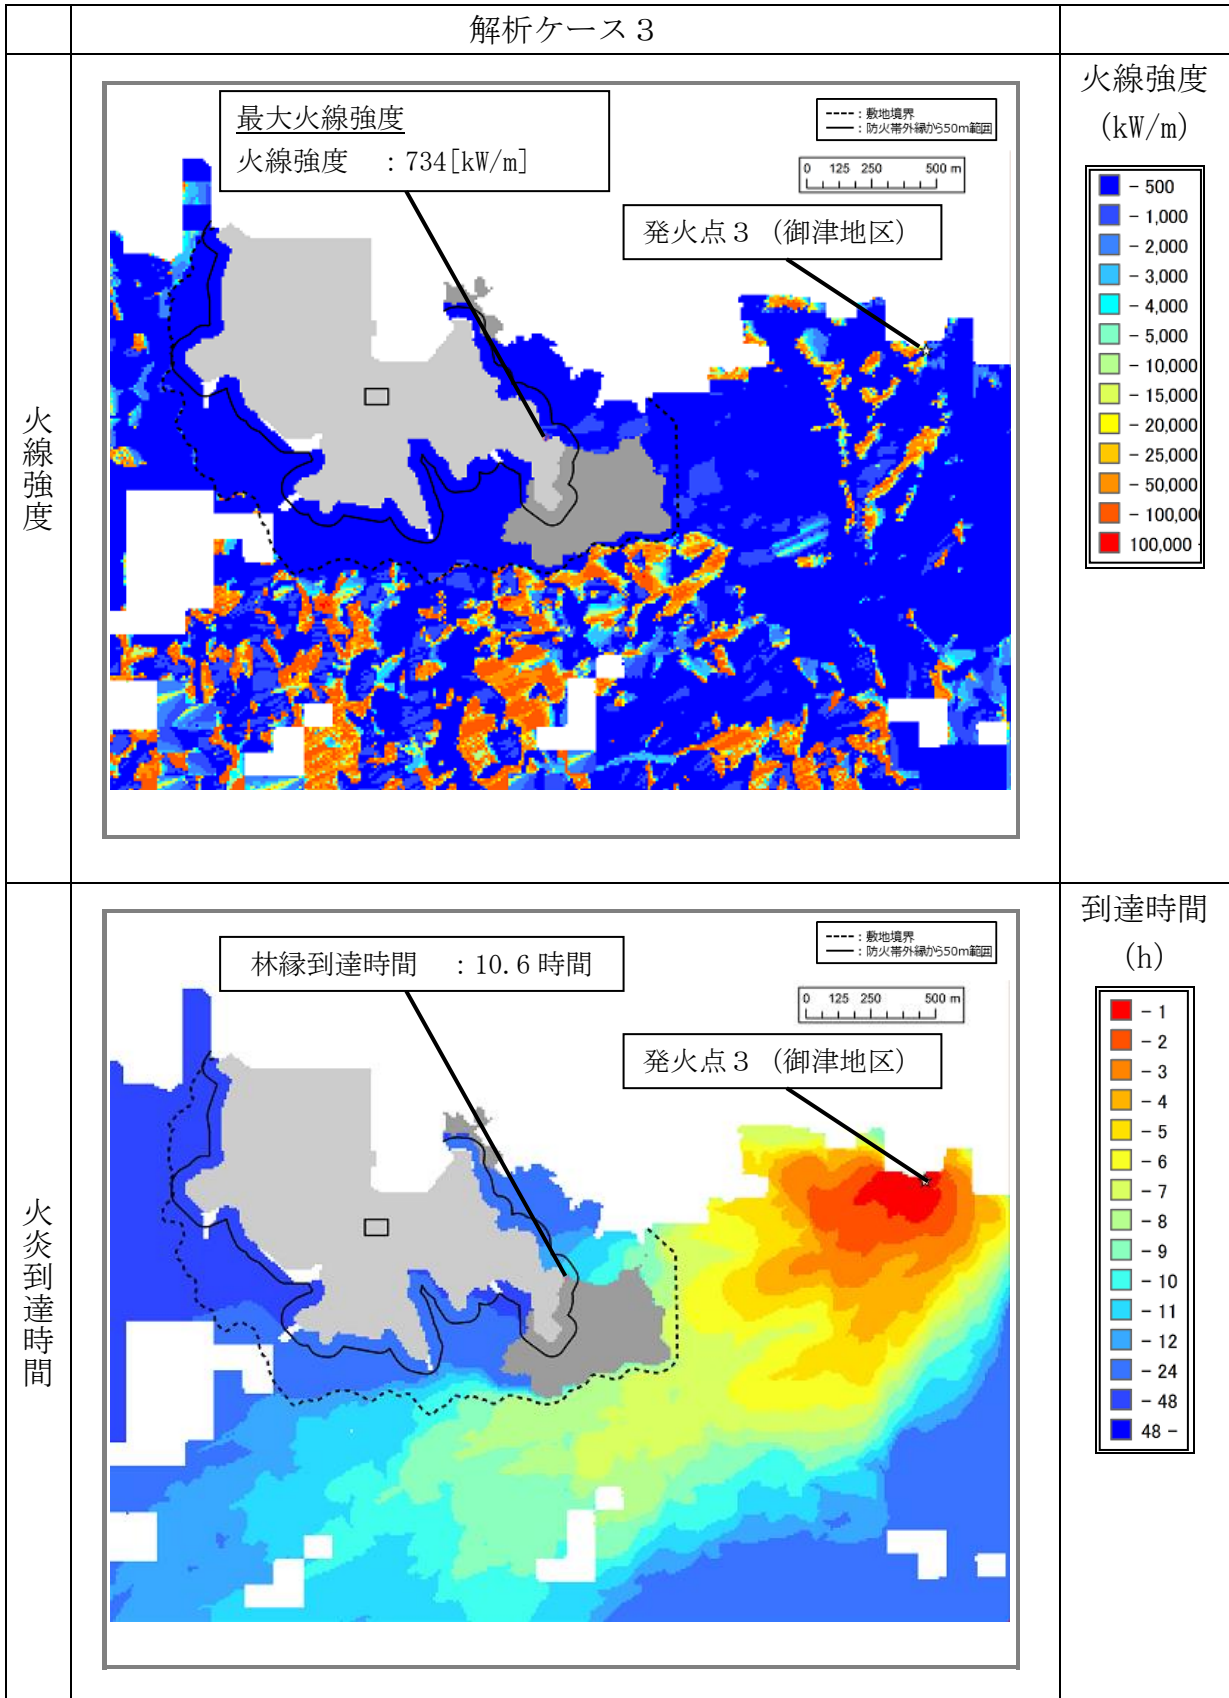 解析ケース３
火線強度
最大火線強度
火線強度　：734[kW/m]
----：敷地境界
―：防火帯外縁から50m範囲
0 125 250 500 m
発火点３（御津地区）
火線強度
(kW/m)
- 500
- 1,000
- 2,000
- 3,000
- 4,000
- 5,000
- 10,000
- 15,000
- 20,000
- 25,000
- 50,000
- 100,000
100,000 -
火炎到達時間
林縁到達時間　：10.6時間
----：敷地境界
―：防火帯外縁から50m範囲
0 125 250 500 m
発火点３（御津地区）
到達時間
(h)
- 1
- 2
- 3
- 4
- 5
- 6
- 7
- 8
- 9
- 10
- 11
- 12
- 24
- 48
48 -